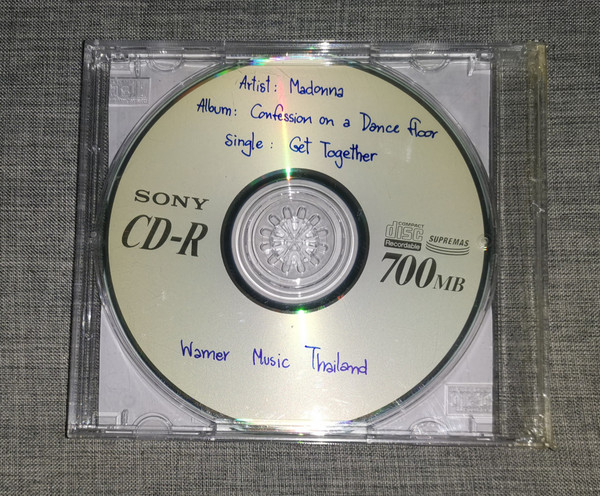 Artist: Madonna
Album: Confession on a Dance floor
Single: Get Together
SONY
CD-R
COMPACT
disc
Recordable
SUPREMAS
700MB
Warner Music Thailand